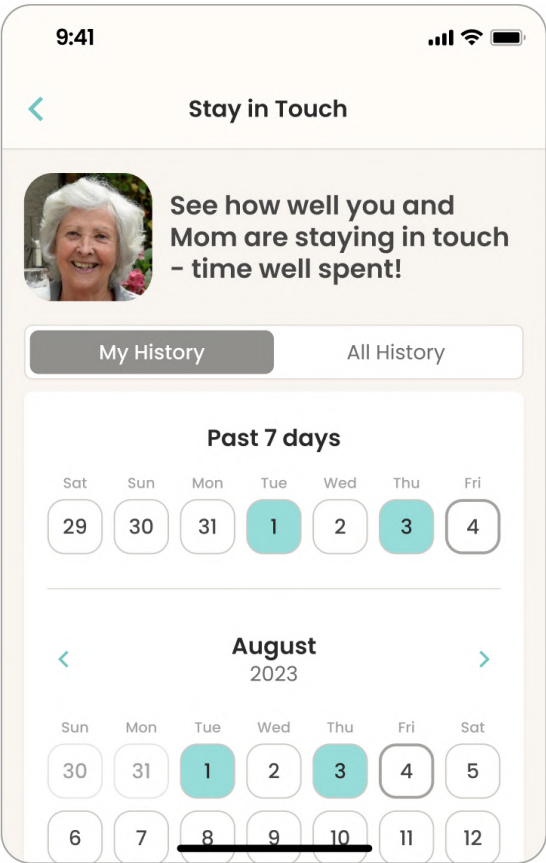 9:41
Stay in Touch
See how well you and
Mom are staying in touch
- time well spent!
My History All History
Past 7 days
Sat Sun Mon Tue Wed Thu Fri
29 30 31 1 2 3 4
August
2023
Sun Mon Tue Wed Thu Fri Sat
30 31 1 2 3 4 5
6 7 8 9 10 11 12